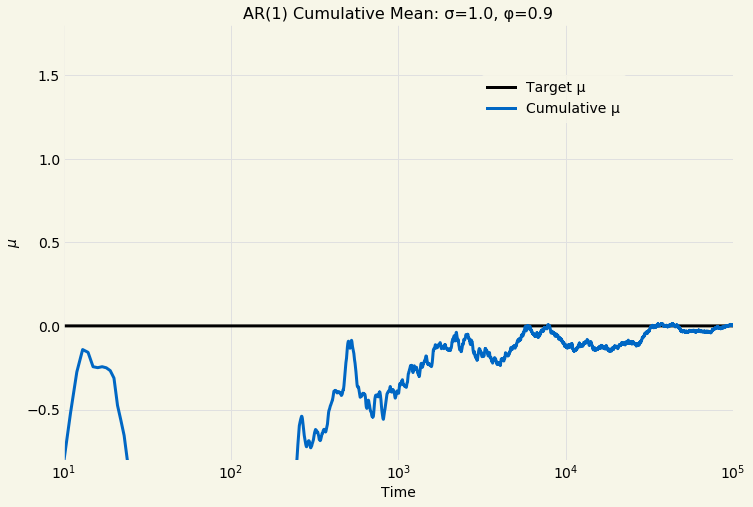 AR(1) Cumulative Mean: σ=1.0, φ=0.9
Target μ
Cumulative μ
μ
1.5
1.0
0.5
0.0
−0.5
10¹
10²
10³
10⁴
10⁵
Time